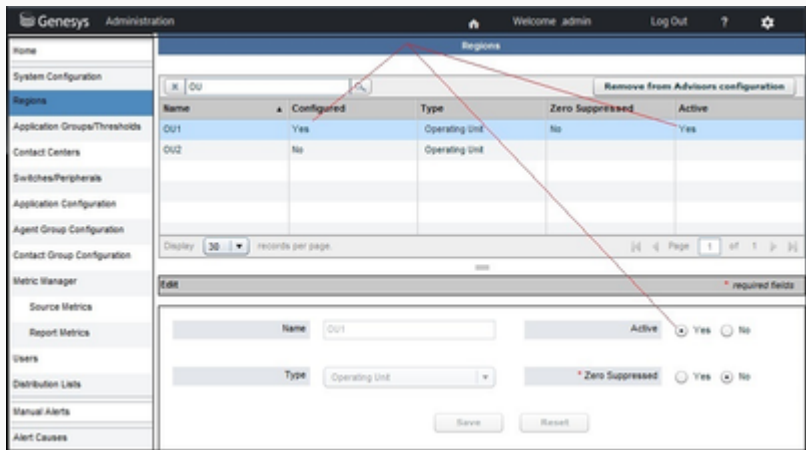 Genesys Administration Welcome admin Log Out ?
Home
System Configuration
Regions
Application Groups/Thresholds
Contact Centers
Switches/Peripherals
Application Configuration
Agent Group Configuration
Contact Group Configuration
Metric Manager
Source Metrics
Report Metrics
Users
Distribution Lists
Manual Alerts
Alert Causes
Regions
x OU
Remove from Advisors configuration
Name ▲ Configured Type Zero Suppressed Active
OU1 Yes Operating Unit No Yes
OU2 No Operating Unit
Display 30 records per page. Page 1 of 1
Edit * required fields
Name OU1 Active Yes No
Type Operating Unit * Zero Suppressed Yes No
Save Reset